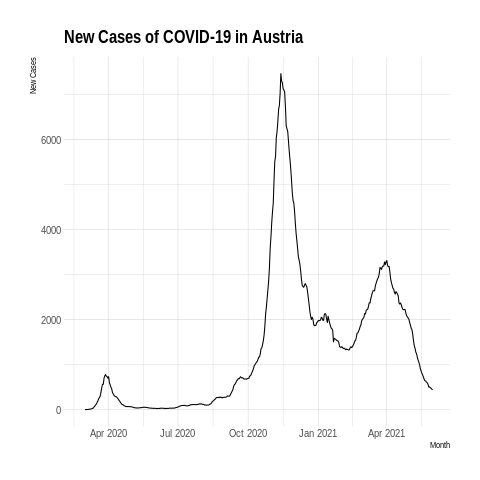 New Cases of COVID-19 in Austria
New Cases
6000
4000
2000
0
Apr 2020 Jul 2020 Oct 2020 Jan 2021 Apr 2021
Month